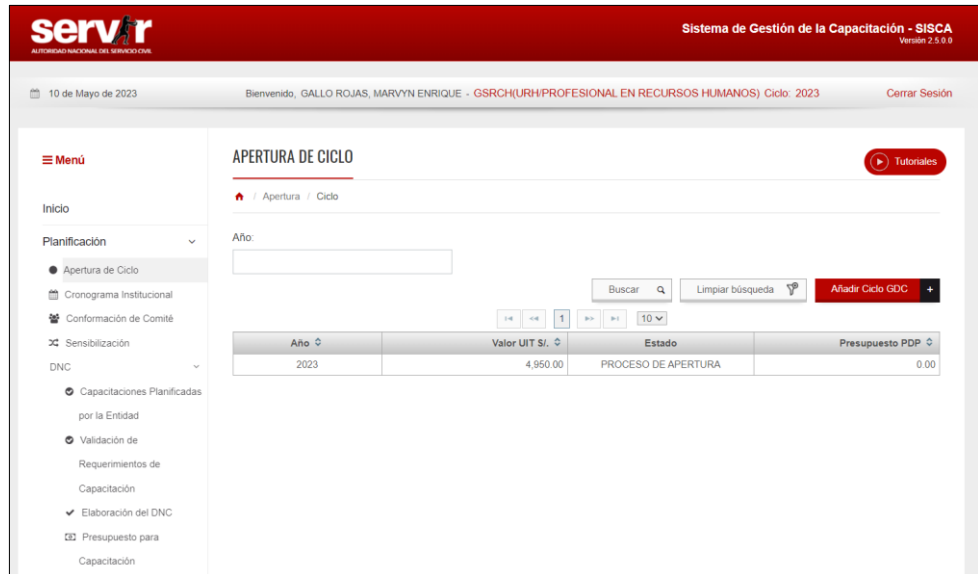 servir
AUTORIDAD NACIONAL DEL SERVICIO CIVIL
Sistema de Gestión de la Capacitación - SISCA
Versión 2.5.0.0
10 de Mayo de 2023
Bienvenido, GALLO ROJAS, MARVYN ENRIQUE - GSRCH(URH/PROFESIONAL EN RECURSOS HUMANOS) Ciclo: 2023
Cerrar Sesión
Menú
Inicio
Planificación
Apertura de Ciclo
Cronograma Institucional
Conformación de Comité
Sensibilización
DNC
Capacitaciones Planificadas
por la Entidad
Validación de
Requerimientos de
Capacitación
Elaboración del DNC
Presupuesto para
Capacitación
APERTURA DE CICLO
Tutoriales
/ Apertura / Ciclo
Año:
Buscar Limpiar búsqueda Añadir Ciclo GDC +
1 10
Año Valor UIT S/. Estado Presupuesto PDP
2023 4,950.00 PROCESO DE APERTURA 0.00